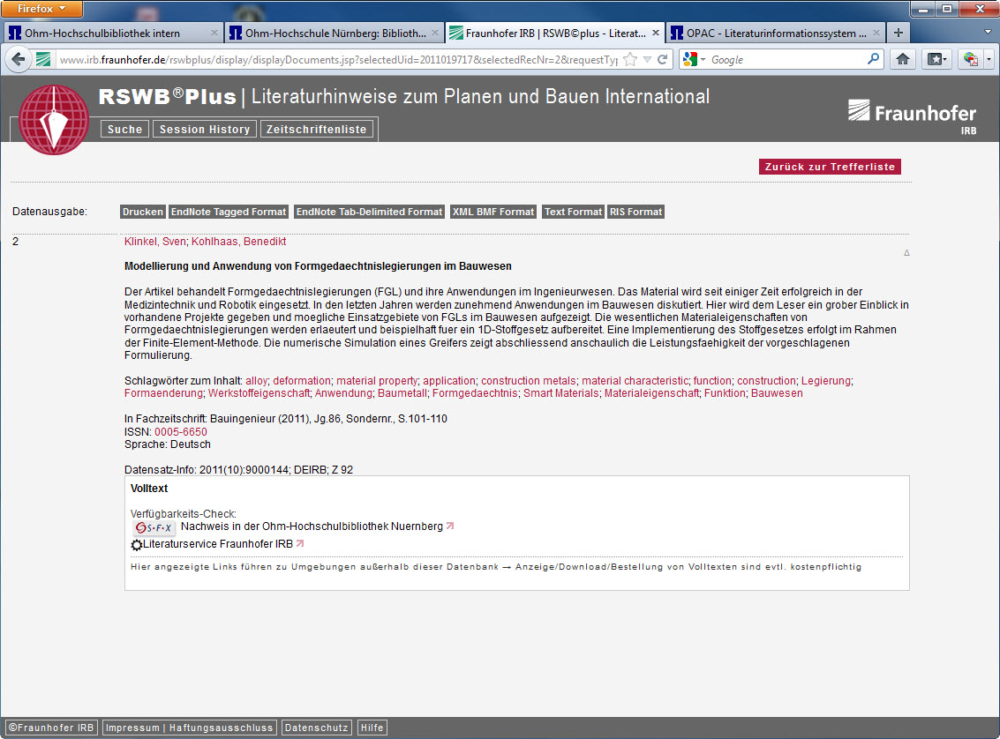 Firefox
Ohm-Hochschulbibliothek intern
Ohm-Hochschule Nürnberg: Biblioth...
Fraunhofer IRB | RSWB©plus - Literat...
OPAC - Literaturinformationssystem ...
www.irb.fraunhofer.de/rswbplus/display/displayDocuments.jsp?selectedUid=2011019717&selectedRecNr=2&requestTyp
Google
RSWB®Plus | Literaturhinweise zum Planen und Bauen International
Fraunhofer
IRB
Suche Session History Zeitschriftenliste
Zurück zur Trefferliste
Datenausgabe: Drucken EndNote Tagged Format EndNote Tab-Delimited Format XML BMF Format Text Format RIS Format
2 Klinkel, Sven; Kohlhaas, Benedikt
Modellierung und Anwendung von Formgedaechtnislegierungen im Bauwesen
Der Artikel behandelt Formgedaechtnislegierungen (FGL) und ihre Anwendungen im Ingenieurwesen. Das Material wird seit einiger Zeit erfolgreich in der
Medizintechnik und Robotik eingesetzt. In den letzten Jahren werden zunehmend Anwendungen im Bauwesen diskutiert. Hier wird dem Leser ein grober Einblick in
vorhandene Projekte gegeben und moegliche Einsatzgebiete von FGLs im Bauwesen aufgezeigt. Die wesentlichen Materialeigenschaften von
Formgedaechtnislegierungen werden erlaeutert und beispielhaft fuer ein 1D-Stoffgesetz aufbereitet. Eine Implementierung des Stoffgesetzes erfolgt im Rahmen
der Finite-Element-Methode. Die numerische Simulation eines Greifers zeigt abschliessend anschaulich die Leistungsfaehigkeit der vorgeschlagenen
Formulierung.
Schlagwörter zum Inhalt: alloy; deformation; material property; application; construction metals; material characteristic; function; construction; Legierung;
Formaenderung; Werkstoffeigenschaft; Anwendung; Baumetall; Formgedaechtnis; Smart Materials; Materialeigenschaft; Funktion; Bauwesen
In Fachzeitschrift: Bauingenieur (2011), Jg.86, Sondernr., S.101-110
ISSN: 0005-6650
Sprache: Deutsch
Datensatz-Info: 2011(10):9000144; DEIRB; Z 92
Volltext
Verfügbarkeits-Check:
S·F·X Nachweis in der Ohm-Hochschulbibliothek Nuernberg
Literaturservice Fraunhofer IRB
Hier angezeigte Links führen zu Umgebungen außerhalb dieser Datenbank → Anzeige/Download/Bestellung von Volltexten sind evtl. kostenpflichtig
©Fraunhofer IRB Impressum | Haftungsausschluss Datenschutz Hilfe